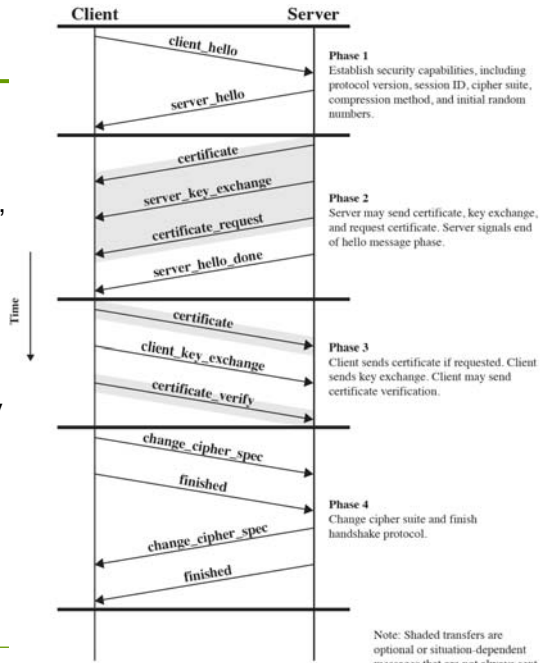 Client
Server
client_hello
server_hello
Phase 1
Establish security capabilities, including
protocol version, session ID, cipher suite,
compression method, and initial random
numbers.
certificate
server_key_exchange
certificate_request
server_hello_done
Phase 2
Server may send certificate, key exchange,
and request certificate. Server signals end
of hello message phase.
Time
certificate
client_key_exchange
certificate_verify
Phase 3
Client sends certificate if requested. Client
sends key exchange. Client may send
certificate verification.
change_cipher_spec
finished
change_cipher_spec
finished
Phase 4
Change cipher suite and finish
handshake protocol.
Note: Shaded transfers are
optional or situation-dependent